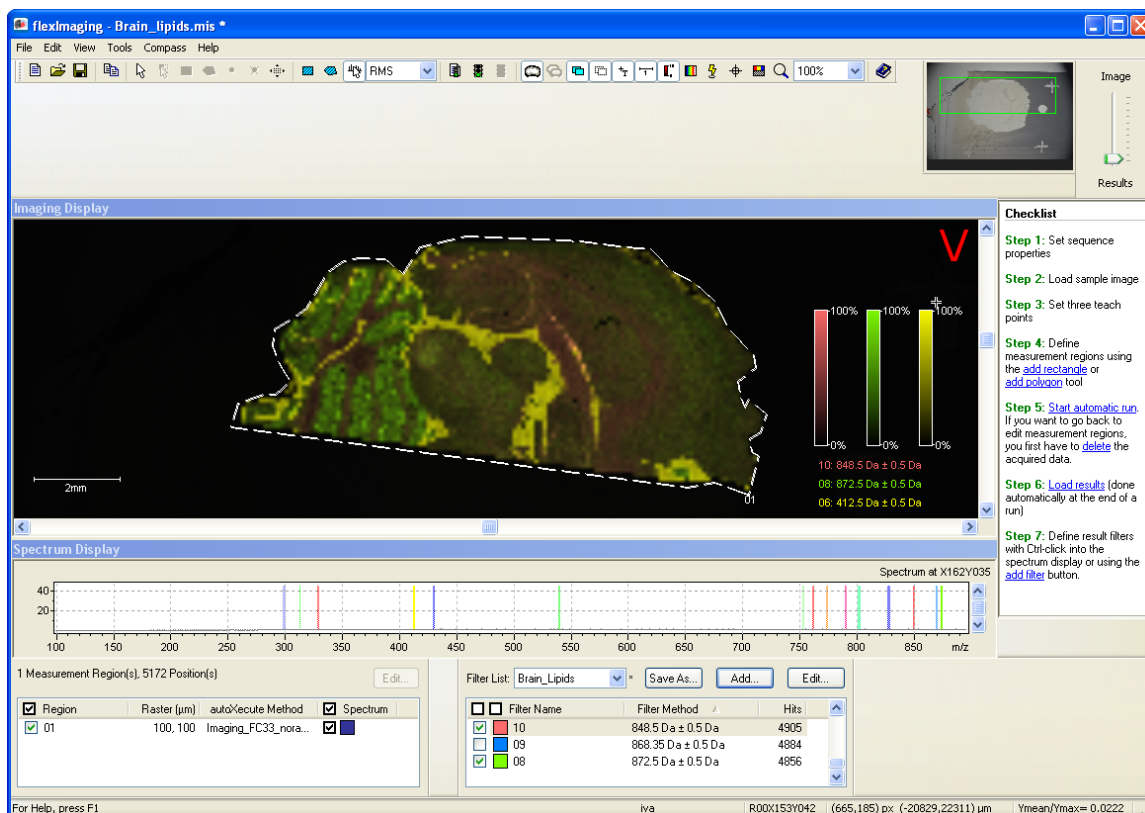 flexImaging - Brain_lipids.mis *
File Edit View Tools Compass Help
RMS
100%
Image
Results
Imaging Display
V
100% 100% 100%
0% 0% 0%
10: 848.5 Da ± 0.5 Da
08: 872.5 Da ± 0.5 Da
06: 412.5 Da ± 0.5 Da
2mm
01
Checklist
Step 1: Set sequence
properties
Step 2: Load sample image
Step 3: Set three teach
points
Step 4: Define
measurement regions using
the add rectangle or
add polygon tool
Step 5: Start automatic run.
If you want to go back to
edit measurement regions,
you first have to delete the
acquired data.
Step 6: Load results (done
automatically at the end of a
run)
Step 7: Define result filters
with Ctrl-click into the
spectrum display or using the
add filter button.
Spectrum Display
Spectrum at X162Y035
40
20
100 150 200 250 300 350 400 450 500 550 600 650 700 750 800 850 m/z
1 Measurement Region(s), 5172 Position(s)
Edit...
Region Raster (µm) autoXecute Method Spectrum
01 100, 100 Imaging_FC33_nora...
Filter List: Brain_Lipids * Save As... Add... Edit...
Filter Name Filter Method Hits
10 848.5 Da ± 0.5 Da 4905
09 868.35 Da ± 0.5 Da 4884
08 872.5 Da ± 0.5 Da 4856
For Help, press F1
iva
R00X153Y042
(665,185) px (-20829,22311) µm
Ymean/Ymax= 0.0222